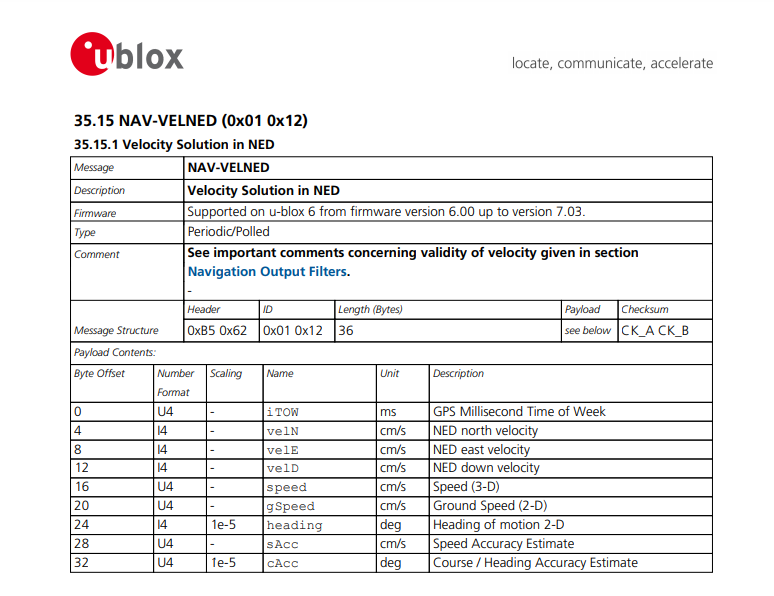 ublox
locate, communicate, accelerate
35.15 NAV-VELNED (0x01 0x12)
35.15.1 Velocity Solution in NED
Message NAV-VELNED
Description Velocity Solution in NED
Firmware Supported on u-blox 6 from firmware version 6.00 up to version 7.03.
Type Periodic/Polled
Comment See important comments concerning validity of velocity given in section
Navigation Output Filters.
-
Header ID Length (Bytes) Payload Checksum
Message Structure 0xB5 0x62 0x01 0x12 36 see below CK_A CK_B
Payload Contents:
Byte Offset Number Scaling Name Unit Description
Format
0 U4 - iTOW ms GPS Millisecond Time of Week
4 I4 - velN cm/s NED north velocity
8 I4 - velE cm/s NED east velocity
12 I4 - velD cm/s NED down velocity
16 U4 - speed cm/s Speed (3-D)
20 U4 - gSpeed cm/s Ground Speed (2-D)
24 I4 1e-5 heading deg Heading of motion 2-D
28 U4 - sAcc cm/s Speed Accuracy Estimate
32 U4 1e-5 cAcc deg Course / Heading Accuracy Estimate